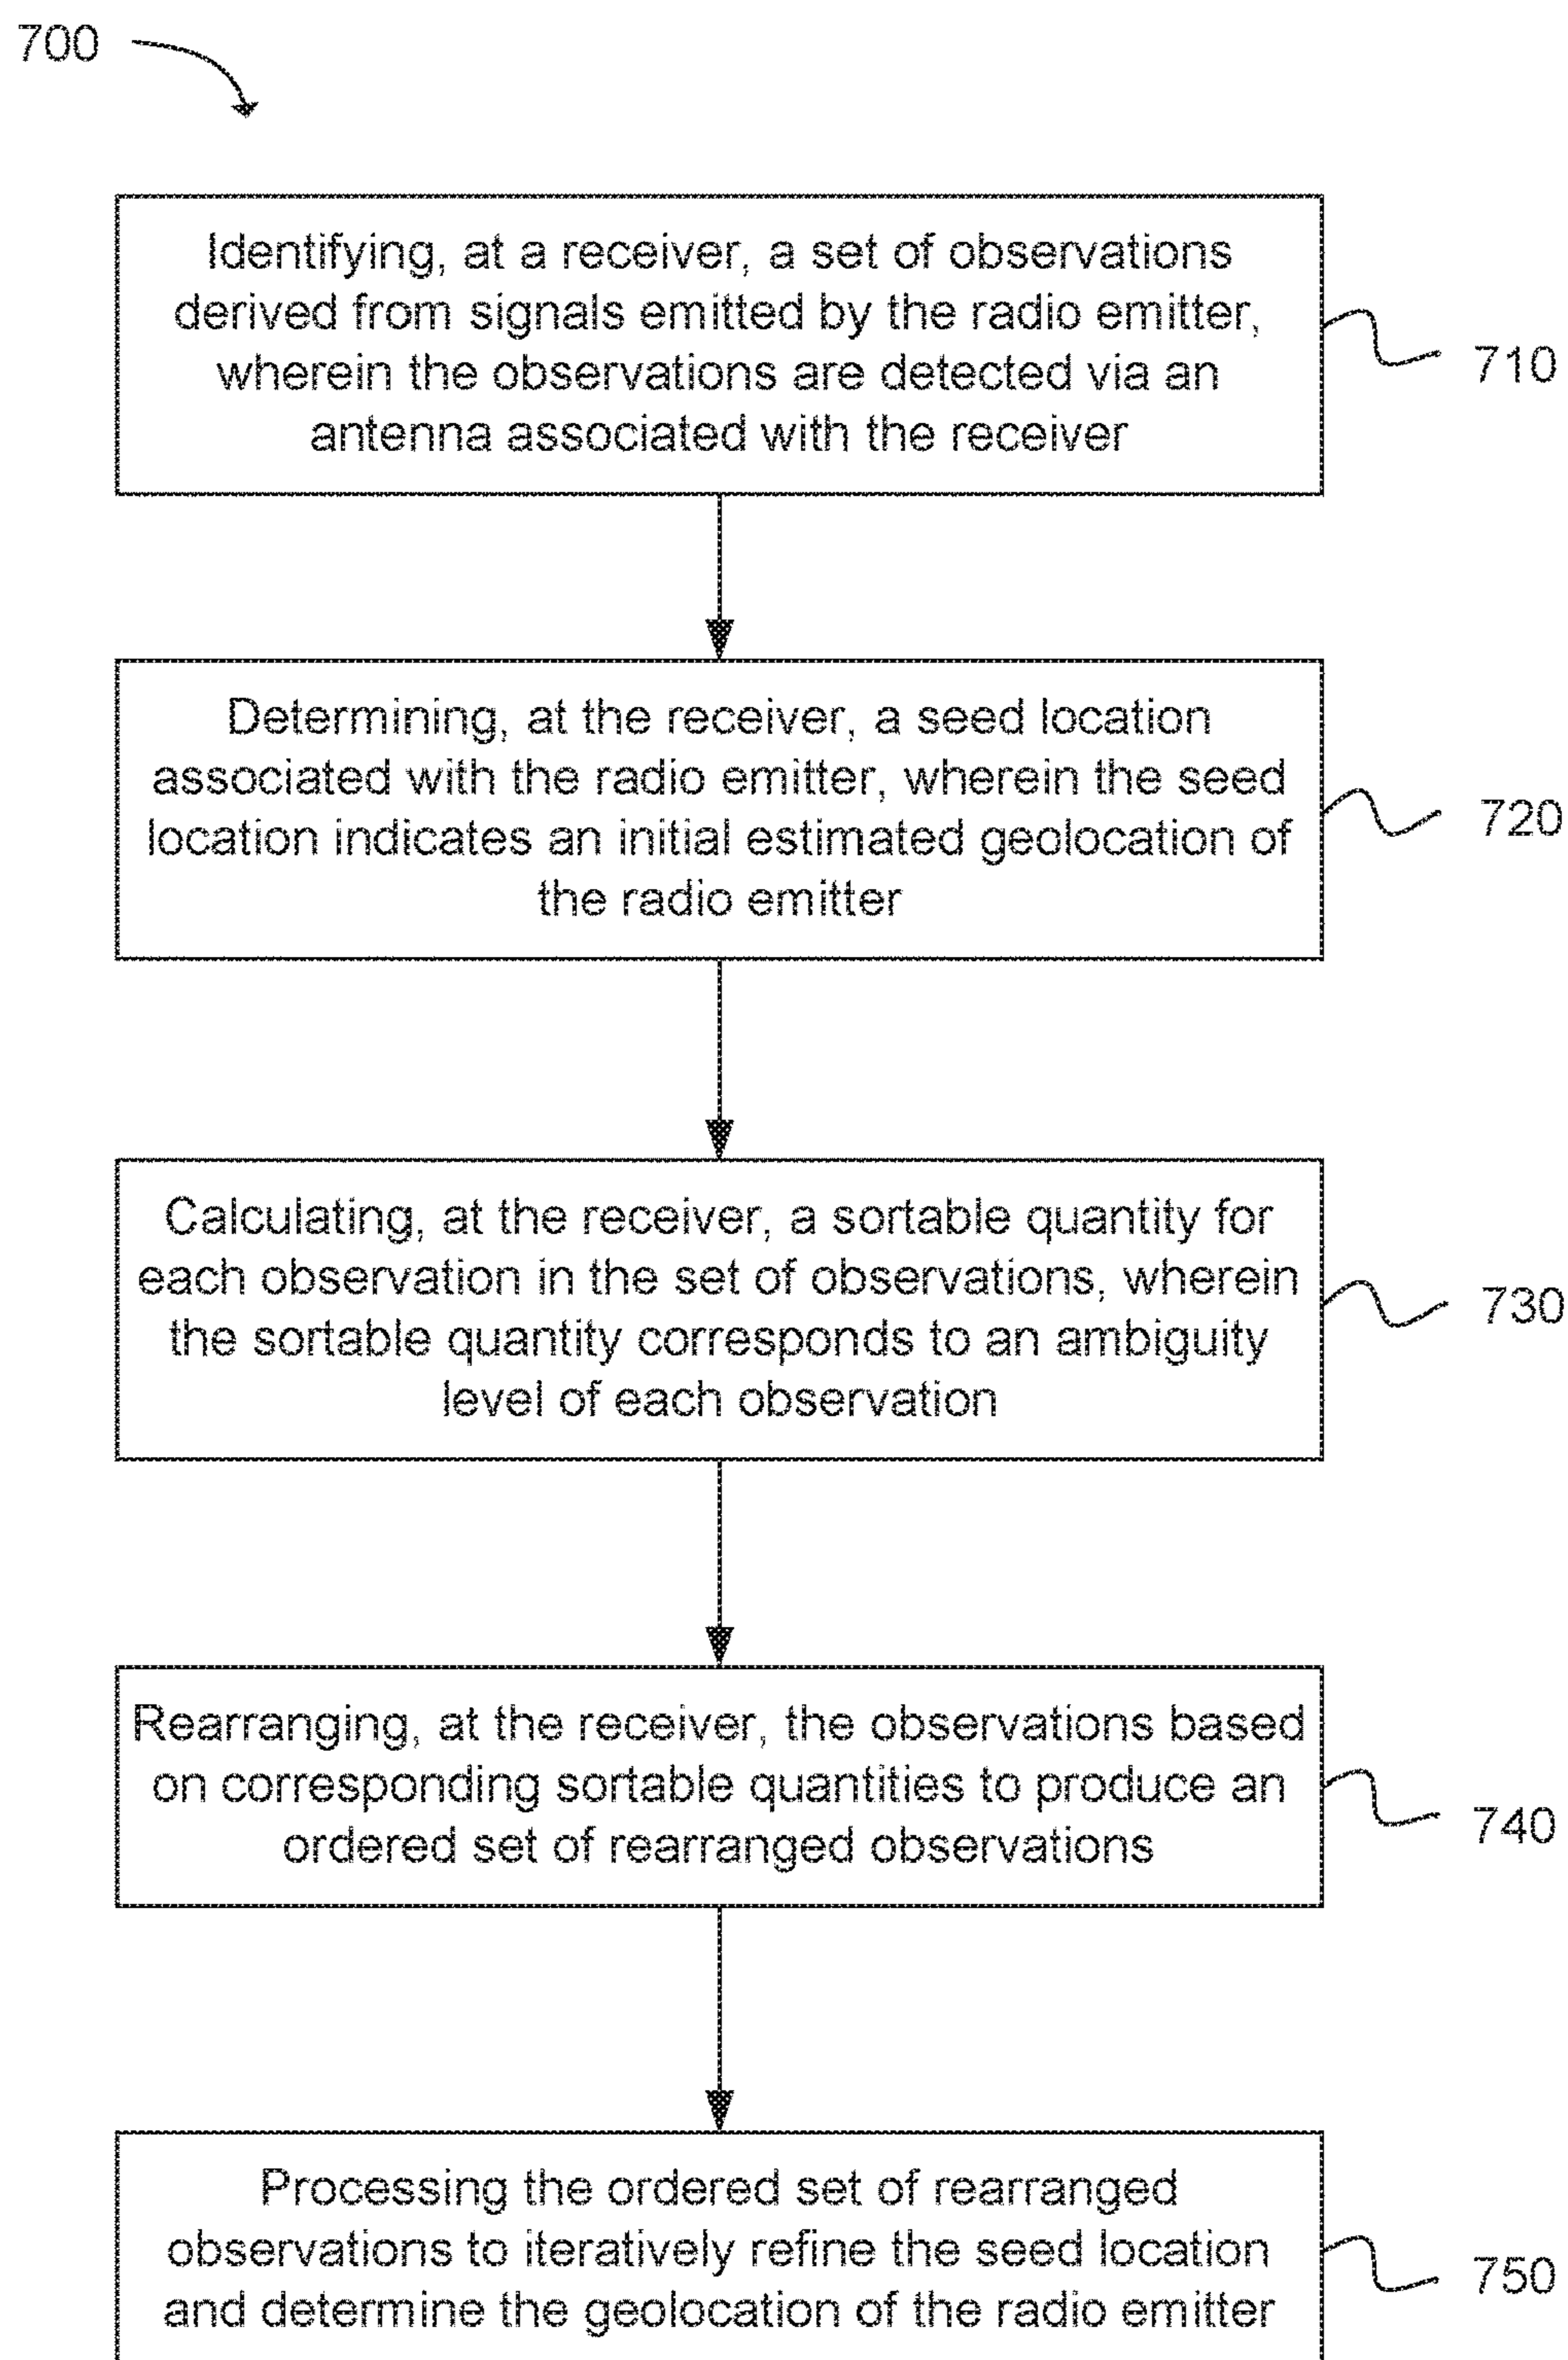 700
Identifying, at a receiver, a set of observations
derived from signals emitted by the radio emitter,
wherein the observations are detected via an
antenna associated with the receiver
710
Determining, at the receiver, a seed location
associated with the radio emitter, wherein the seed
location indicates an initial estimated geolocation of
the radio emitter
720
Calculating, at the receiver, a sortable quantity for
each observation in the set of observations, wherein
the sortable quantity corresponds to an ambiguity
level of each observation
730
Rearranging, at the receiver, the observations based
on corresponding sortable quantities to produce an
ordered set of rearranged observations
740
Processing the ordered set of rearranged
observations to iteratively refine the seed location
and determine the geolocation of the radio emitter
750